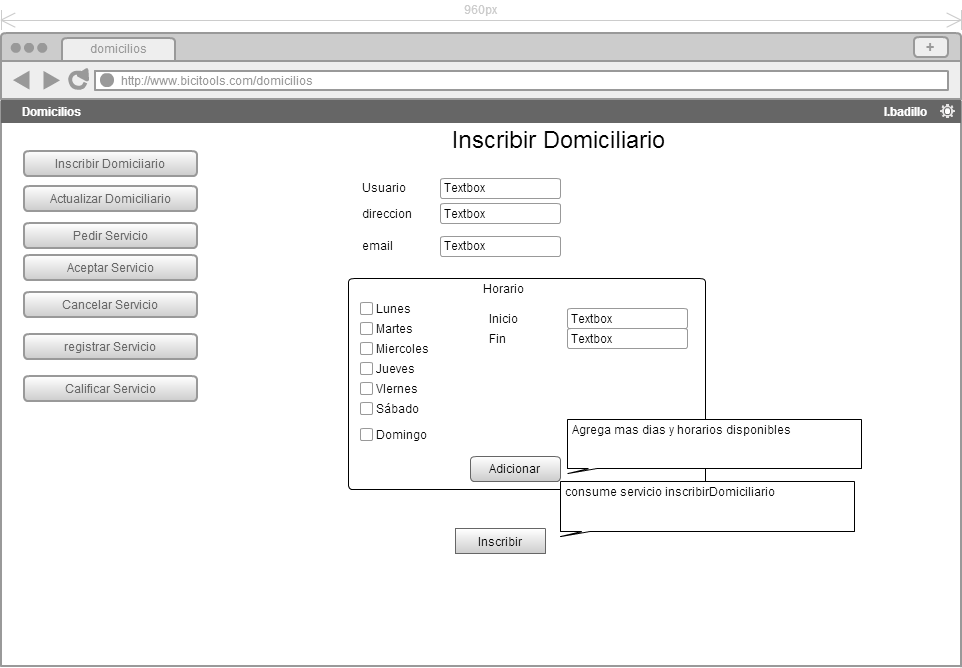 960px
domicilios
+
http://www.bicitools.com/domicilios
Domicilios
l.badillo
Inscribir Domiciliario
Inscribir Domiciiario
Actualizar Domiciliario
Pedir Servicio
Aceptar Servicio
Cancelar Servicio
registrar Servicio
Calificar Servicio
Usuario Textbox
direccion Textbox
email Textbox
Horario
Lunes
Martes
Miercoles
Jueves
VIernes
Sábado
Domingo
Inicio Textbox
Fin Textbox
Agrega mas dias y horarios disponibles
Adicionar
consume servicio inscribirDomiciliario
Inscribir